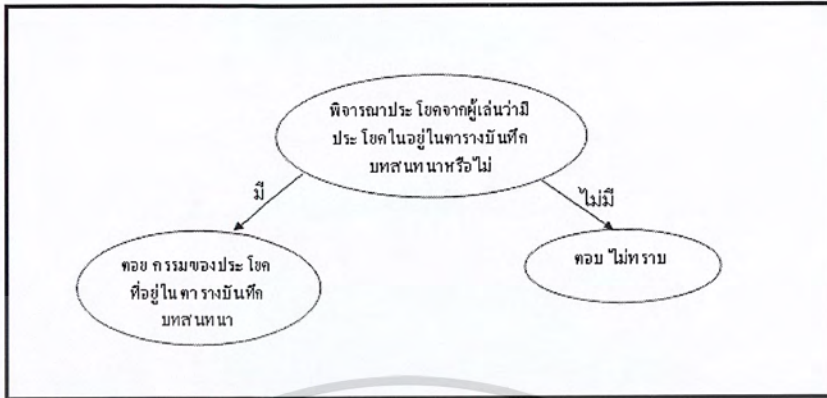 พิจารณาประโยคจากผู้เล่นว่ามี
ประโยคในอยู่ในตารางบันทึก
บทสนทนาหรือไม่
มี
ไม่มี
ตอบ กรรมของประโยค
ที่อยู่ในตารางบันทึก
บทสนทนา
ตอบ ไม่ทราบ